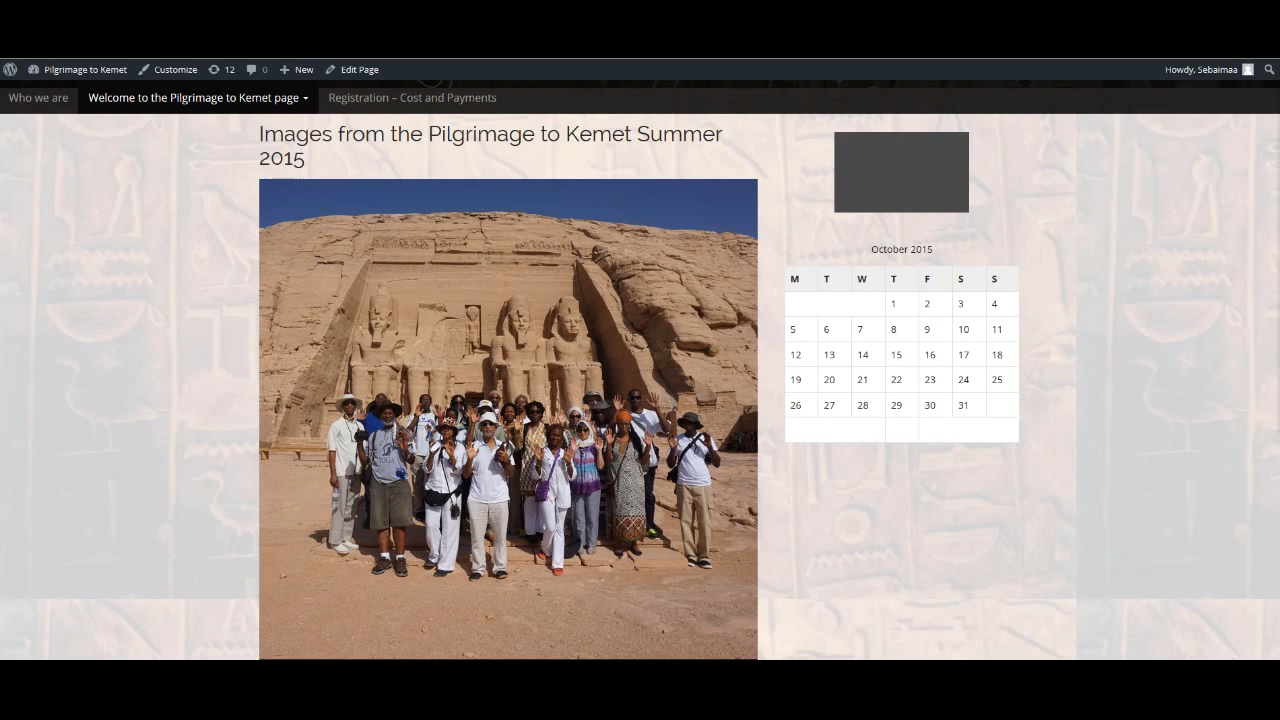 Pilgrimage to Kemet Customize 12 0 New Edit Page Howdy, Sebaimaa
Who we are Welcome to the Pilgrimage to Kemet page Registration – Cost and Payments
Images from the Pilgrimage to Kemet Summer
2015
October 2015
M T W T F S S
1 2 3 4
5 6 7 8 9 10 11
12 13 14 15 16 17 18
19 20 21 22 23 24 25
26 27 28 29 30 31